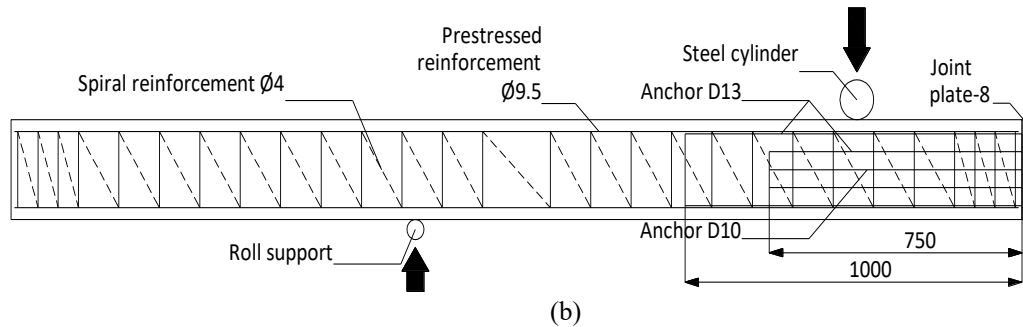 Prestressed
reinforcement
Ø9.5
Spiral reinforcement Ø4
Steel cylinder
Anchor D13
Joint
plate-8
Roll support
Anchor D10
750
1000
(b)